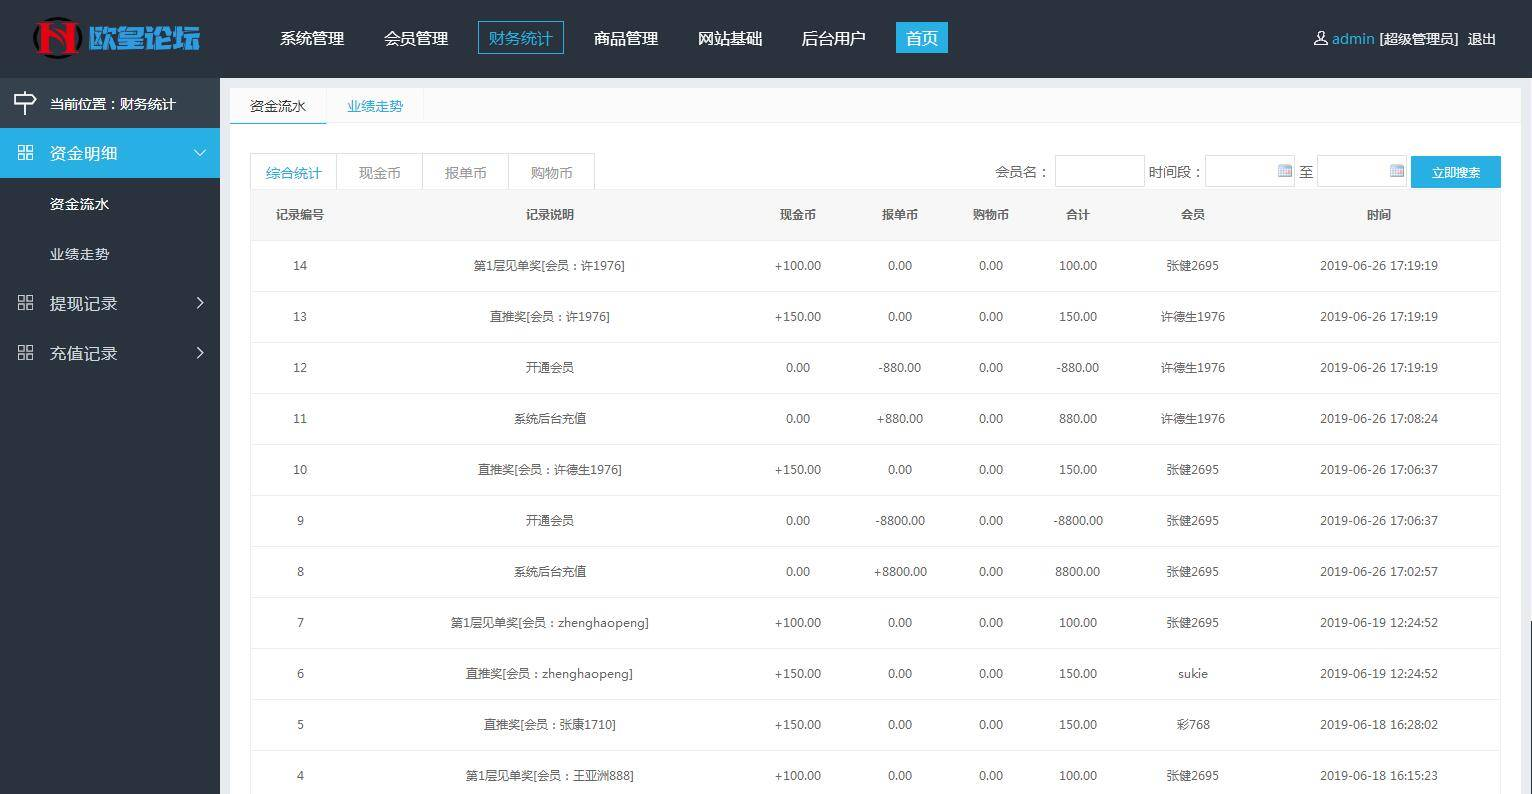 欧皇论坛
系统管理 会员管理 财务统计 商品管理 网站基础 后台用户 首页
admin [超级管理员] 退出
当前位置：财务统计
资金明细
资金流水
业绩走势
提现记录
充值记录
资金流水 业绩走势
综合统计 现金币 报单币 购物币
会员名： 时间段： 至 立即搜索
记录编号 记录说明 现金币 报单币 购物币 合计 会员 时间
14 第1层见单奖[会员：许1976] +100.00 0.00 0.00 100.00 张健2695 2019-06-26 17:19:19
13 直推奖[会员：许1976] +150.00 0.00 0.00 150.00 许德生1976 2019-06-26 17:19:19
12 开通会员 0.00 -880.00 0.00 -880.00 许德生1976 2019-06-26 17:19:19
11 系统后台充值 0.00 +880.00 0.00 880.00 许德生1976 2019-06-26 17:08:24
10 直推奖[会员：许德生1976] +150.00 0.00 0.00 150.00 张健2695 2019-06-26 17:06:37
9 开通会员 0.00 -8800.00 0.00 -8800.00 张健2695 2019-06-26 17:06:37
8 系统后台充值 0.00 +8800.00 0.00 8800.00 张健2695 2019-06-26 17:02:57
7 第1层见单奖[会员：zhenghaopeng] +100.00 0.00 0.00 100.00 张健2695 2019-06-19 12:24:52
6 直推奖[会员：zhenghaopeng] +150.00 0.00 0.00 150.00 sukie 2019-06-19 12:24:52
5 直推奖[会员：张康1710] +150.00 0.00 0.00 150.00 彩768 2019-06-18 16:28:02
4 第1层见单奖[会员：王亚洲888] +100.00 0.00 0.00 100.00 张健2695 2019-06-18 16:15:23